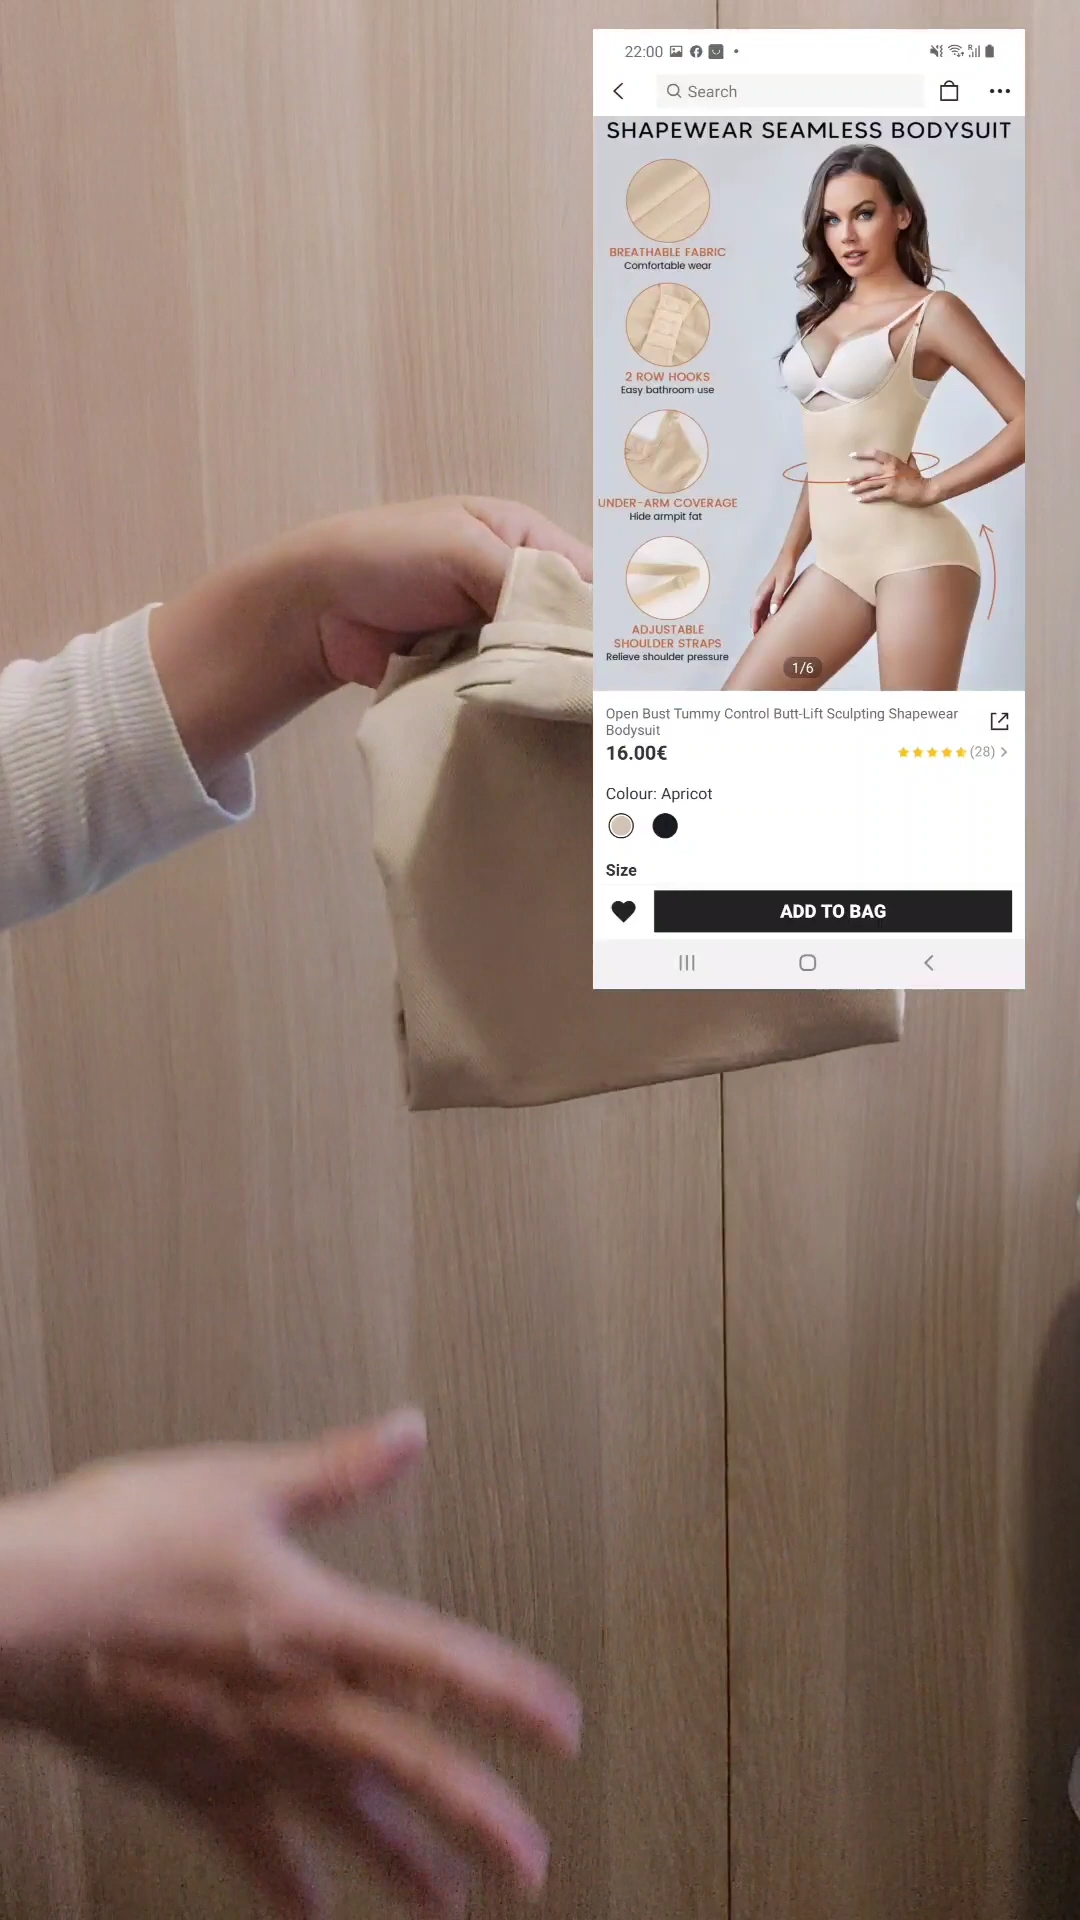 22:00
Search
SHAPEWEAR SEAMLESS BODYSUIT
BREATHABLE FABRIC
Comfortable wear
2 ROW HOOKS
Easy bathroom use
UNDER-ARM COVERAGE
Hide armpit fat
ADJUSTABLE
SHOULDER STRAPS
Relieve shoulder pressure
1/6
Open Bust Tummy Control Butt-Lift Sculpting Shapewear
Bodysuit
16.00€
(28)
Colour: Apricot
Size
ADD TO BAG